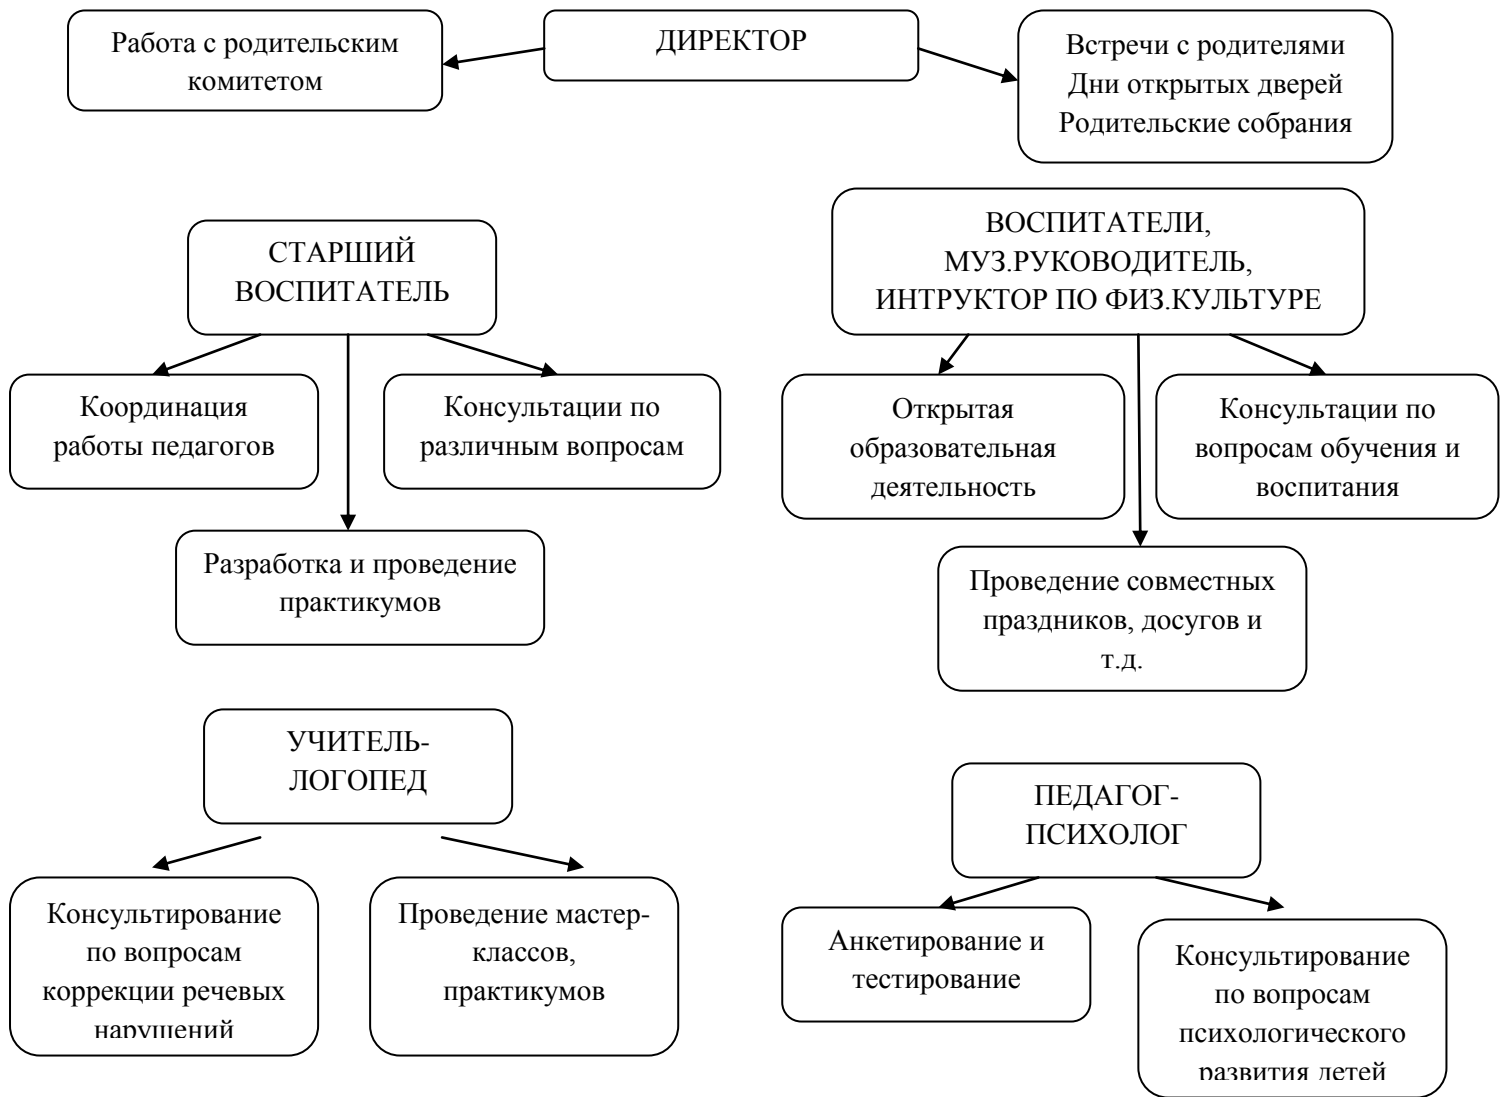 Работа с родительским
комитетом
ДИРЕКТОР
Встречи с родителями
Дни открытых дверей
Родительские собрания
СТАРШИЙ
ВОСПИТАТЕЛЬ
ВОСПИТАТЕЛИ,
МУЗ.РУКОВОДИТЕЛЬ,
ИНТРУКТОР ПО ФИЗ.КУЛЬТУРЕ
Координация
работы педагогов
Консультации по
различным вопросам
Открытая
образовательная
деятельность
Консультации по
вопросам обучения и
воспитания
Разработка и проведение
практикумов
Проведение совместных
праздников, досугов и
т.д.
УЧИТЕЛЬ-
ЛОГОПЕД
ПЕДАГОГ-
ПСИХОЛОГ
Консультирование
по вопросам
коррекции речевых
нарушений
Проведение мастер-
классов,
практикумов
Анкетирование и
тестирование
Консультирование
по вопросам
психологического
развития детей